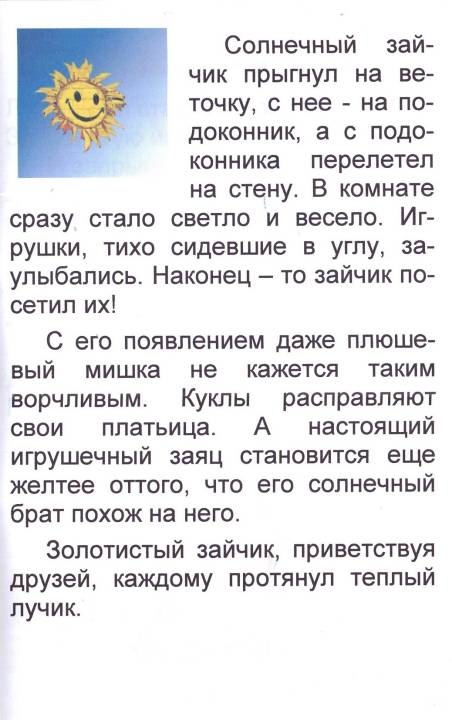 Солнечный зай-
чик прыгнул на ве-
точку, с нее - на по-
доконник, а с подо-
конника перелетел
на стену. В комнате
сразу стало светло и весело. Иг-
рушки, тихо сидевшие в углу, за-
улыбались. Наконец – то зайчик по-
сетил их!
С его появлением даже плюше-
вый мишка не кажется таким
ворчливым. Куклы расправляют
свои платьица. А настоящий
игрушечный заяц становится еще
желтее оттого, что его солнечный
брат похож на него.
Золотистый зайчик, приветствуя
друзей, каждому протянул теплый
лучик.